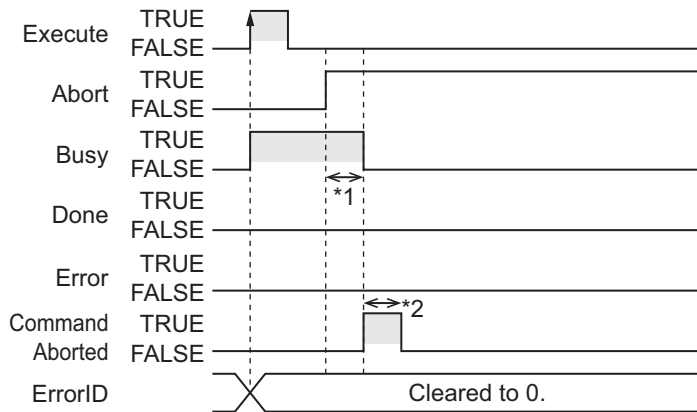 Execute TRUE
FALSE
Abort TRUE
FALSE
Busy TRUE
FALSE
*1
Done TRUE
FALSE
Error TRUE
FALSE
*2
Command TRUE
Aborted FALSE
ErrorID Cleared to 0.